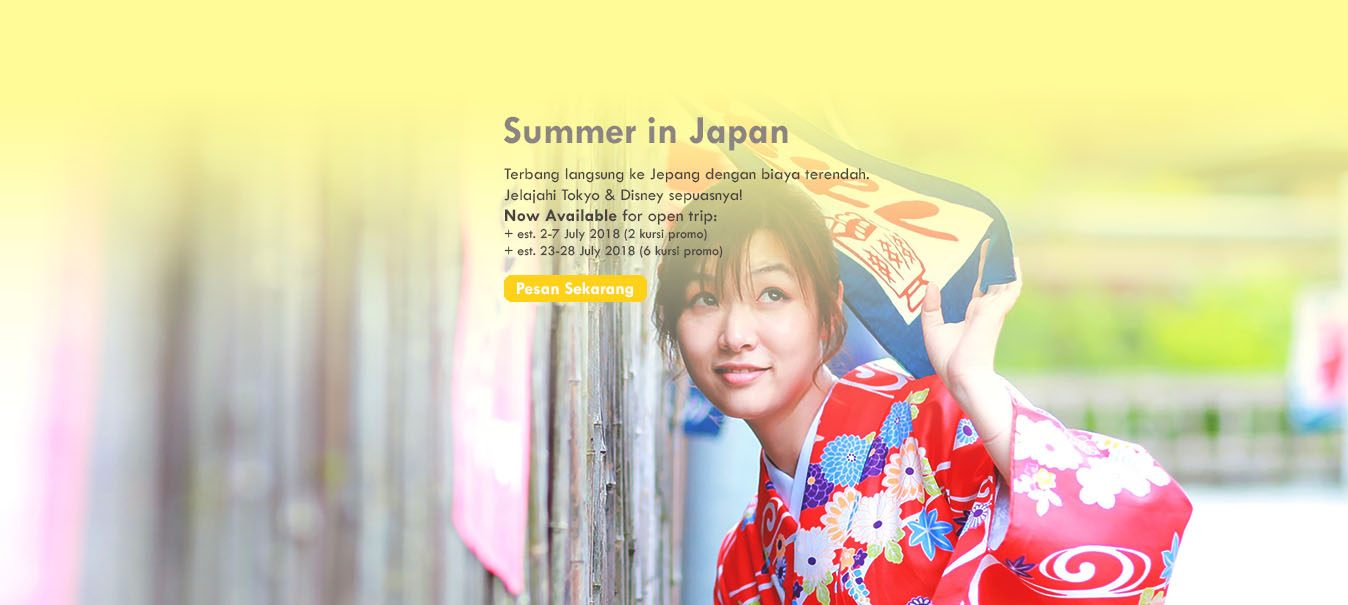 Summer in Japan
Terbang langsung ke Jepang dengan biaya terendah.
Jelajahi Tokyo & Disney sepuasnya!
Now Available for open trip:
+ est. 2-7 July 2018 (2 kursi promo)
+ est. 23-28 July 2018 (6 kursi promo)
Pesan Sekarang